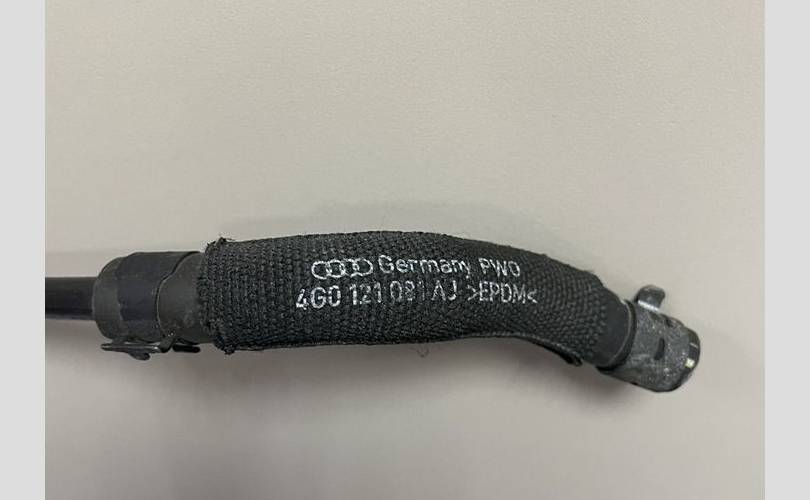 Germany PWO
4G0 121 081 AJ >EPDM<